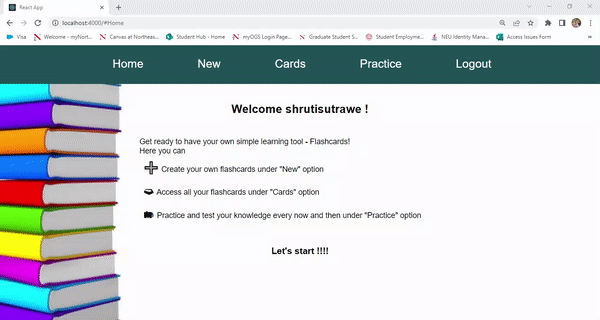 React App
localhost:4000/#Home
Visa
Welcome - myNort...
Canvas at Northeas...
Student Hub - Home
myOGS Login Page...
Graduate Student S...
Student Employme...
NEU Identity Manag...
Access Issues Form
Home New Cards Practice Logout
Welcome shrutisutrawe !
Get ready to have your own simple learning tool - Flashcards!
Here you can
Create your own flashcards under "New" option
Access all your flashcards under "Cards" option
Practice and test your knowledge every now and then under "Practice" option
Let's start !!!!